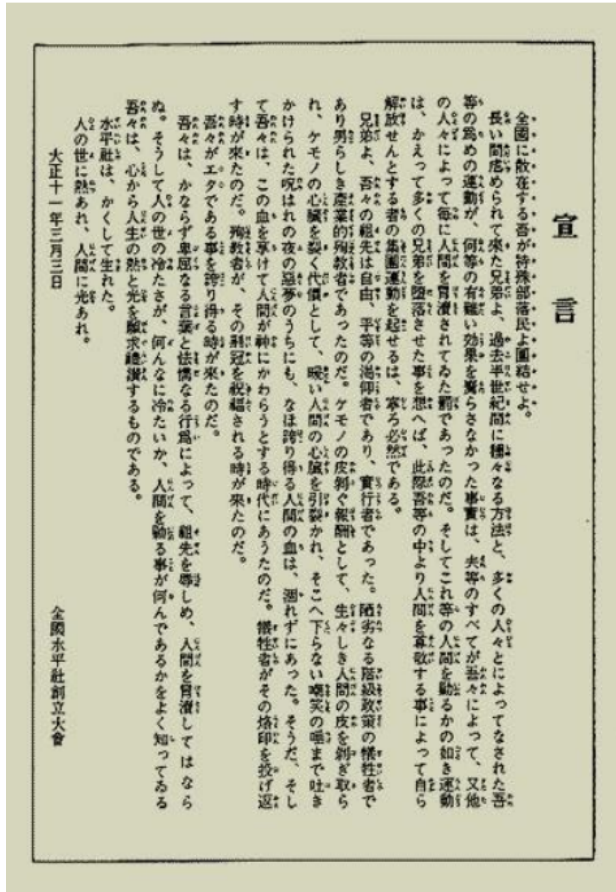 宣言
全國に散在する吾が特殊部落民よ團結せよ。
長い間虐められて來た兄弟よ、過去半世紀間に種々なる方法と、多くの人々とによってなされた吾
等の爲めの運動が、何等の有難い効果を齎らさなかった事實は、夫等のすべてが吾々によって、又他
の人々によって毎に人間を冒瀆されてゐた罰であったのだ。そしてこれ等の人間を勦るかの如き運動
は、かえって多くの兄弟を堕落させた事を想へば、此際吾等の中より人間を尊敬する事によって自ら
解放せんとする者の集團運動を起せるは、寧ろ必然である。
兄弟よ、吾々の祖先は自由、平等の渇仰者であり、實行者であった。陋劣なる階級政策の犠牲者で
あり男らしき産業的殉教者であったのだ。ケモノの皮剝ぐ報酬として、生々しき人間の皮を剝ぎ取ら
れ、ケモノの心臓を裂く代價として、暖い人間の心臓を引裂かれ、そこへ下らない嘲笑の唾まで吐き
かけられた呪はれの夜の惡夢のうちにも、なほ誇り得る人間の血は、涸れずにあった。そうだ、そし
て吾々は、この血を享けて人間が神にかわらうとする時代にあうたのだ。犠牲者がその烙印を投げ返
す時が來たのだ。殉教者が、その荊冠を祝福される時が來たのだ。
吾々がエタである事を誇り得る時が來たのだ。
吾々は、かならず卑屈なる言葉と怯懦なる行爲によって、祖先を辱しめ、人間を冒瀆してはなら
ぬ。そうして人の世の冷たさが、何んなに冷たいか、人間を勦る事が何んであるかをよく知ってゐる
吾々は、心から人生の熱と光を願求禮讃するものである。
水平社は、かくして生れた。
人の世に熱あれ、人間に光あれ。
大正十一年三月三日
全國水平社創立大會